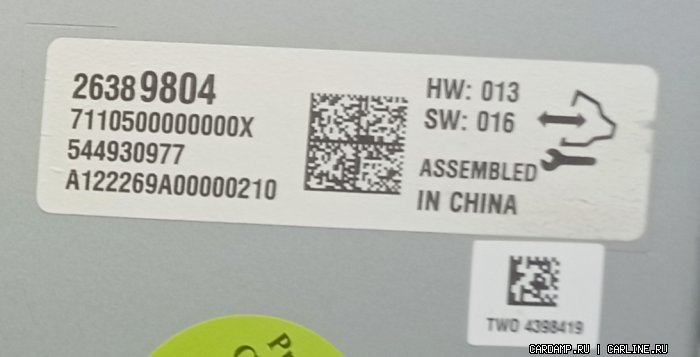 26389804
7110500000000X
544930977
A122269A00000210
HW: 013
SW: 016
ASSEMBLED
IN CHINA
TWO 4398419
CARDAMP.RU | CARLINE.RU